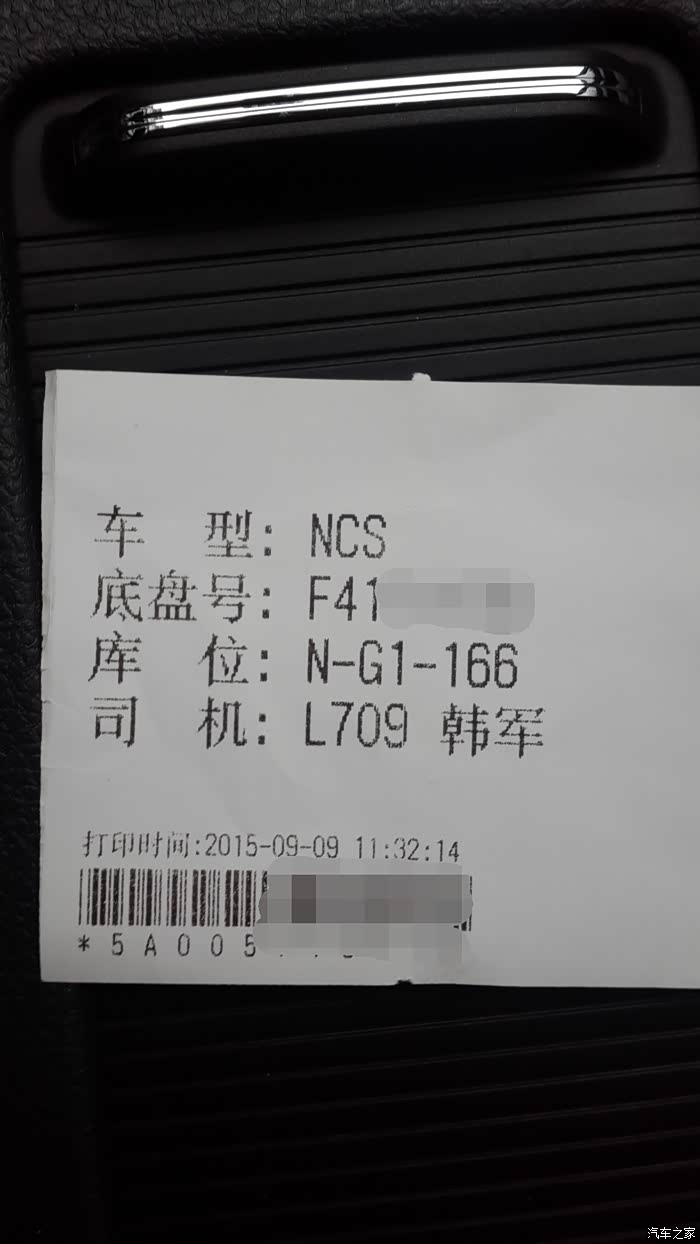 车 型: NCS
底盘号: F41
库 位: N-G1-166
司 机: L709 韩军
打印时间:2015-09-09 11:32:14
*5A005
汽车之家